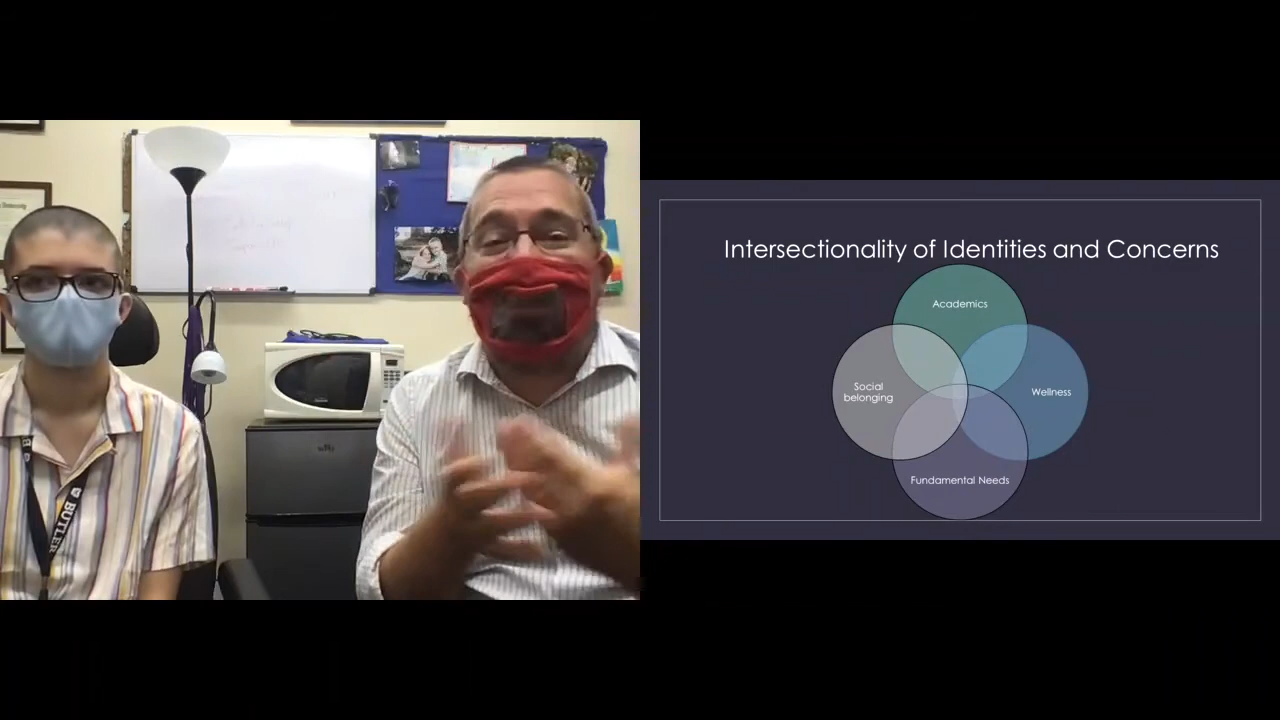 BUTLER
Intersectionality of Identities and Concerns
Academics
Social
belonging
Wellness
Fundamental Needs